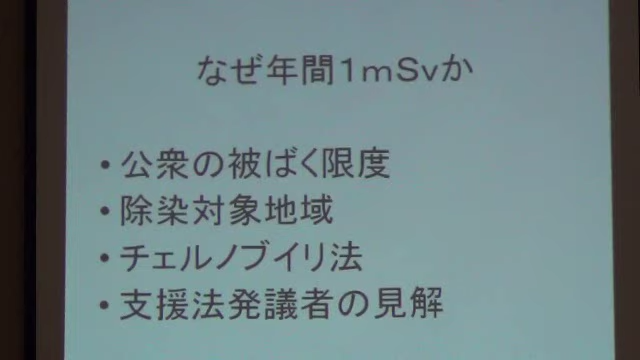 なぜ年間１ｍＳｖか
• 公衆の被ばく限度
• 除染対象地域
• チェルノブイリ法
• 支援法発議者の見解